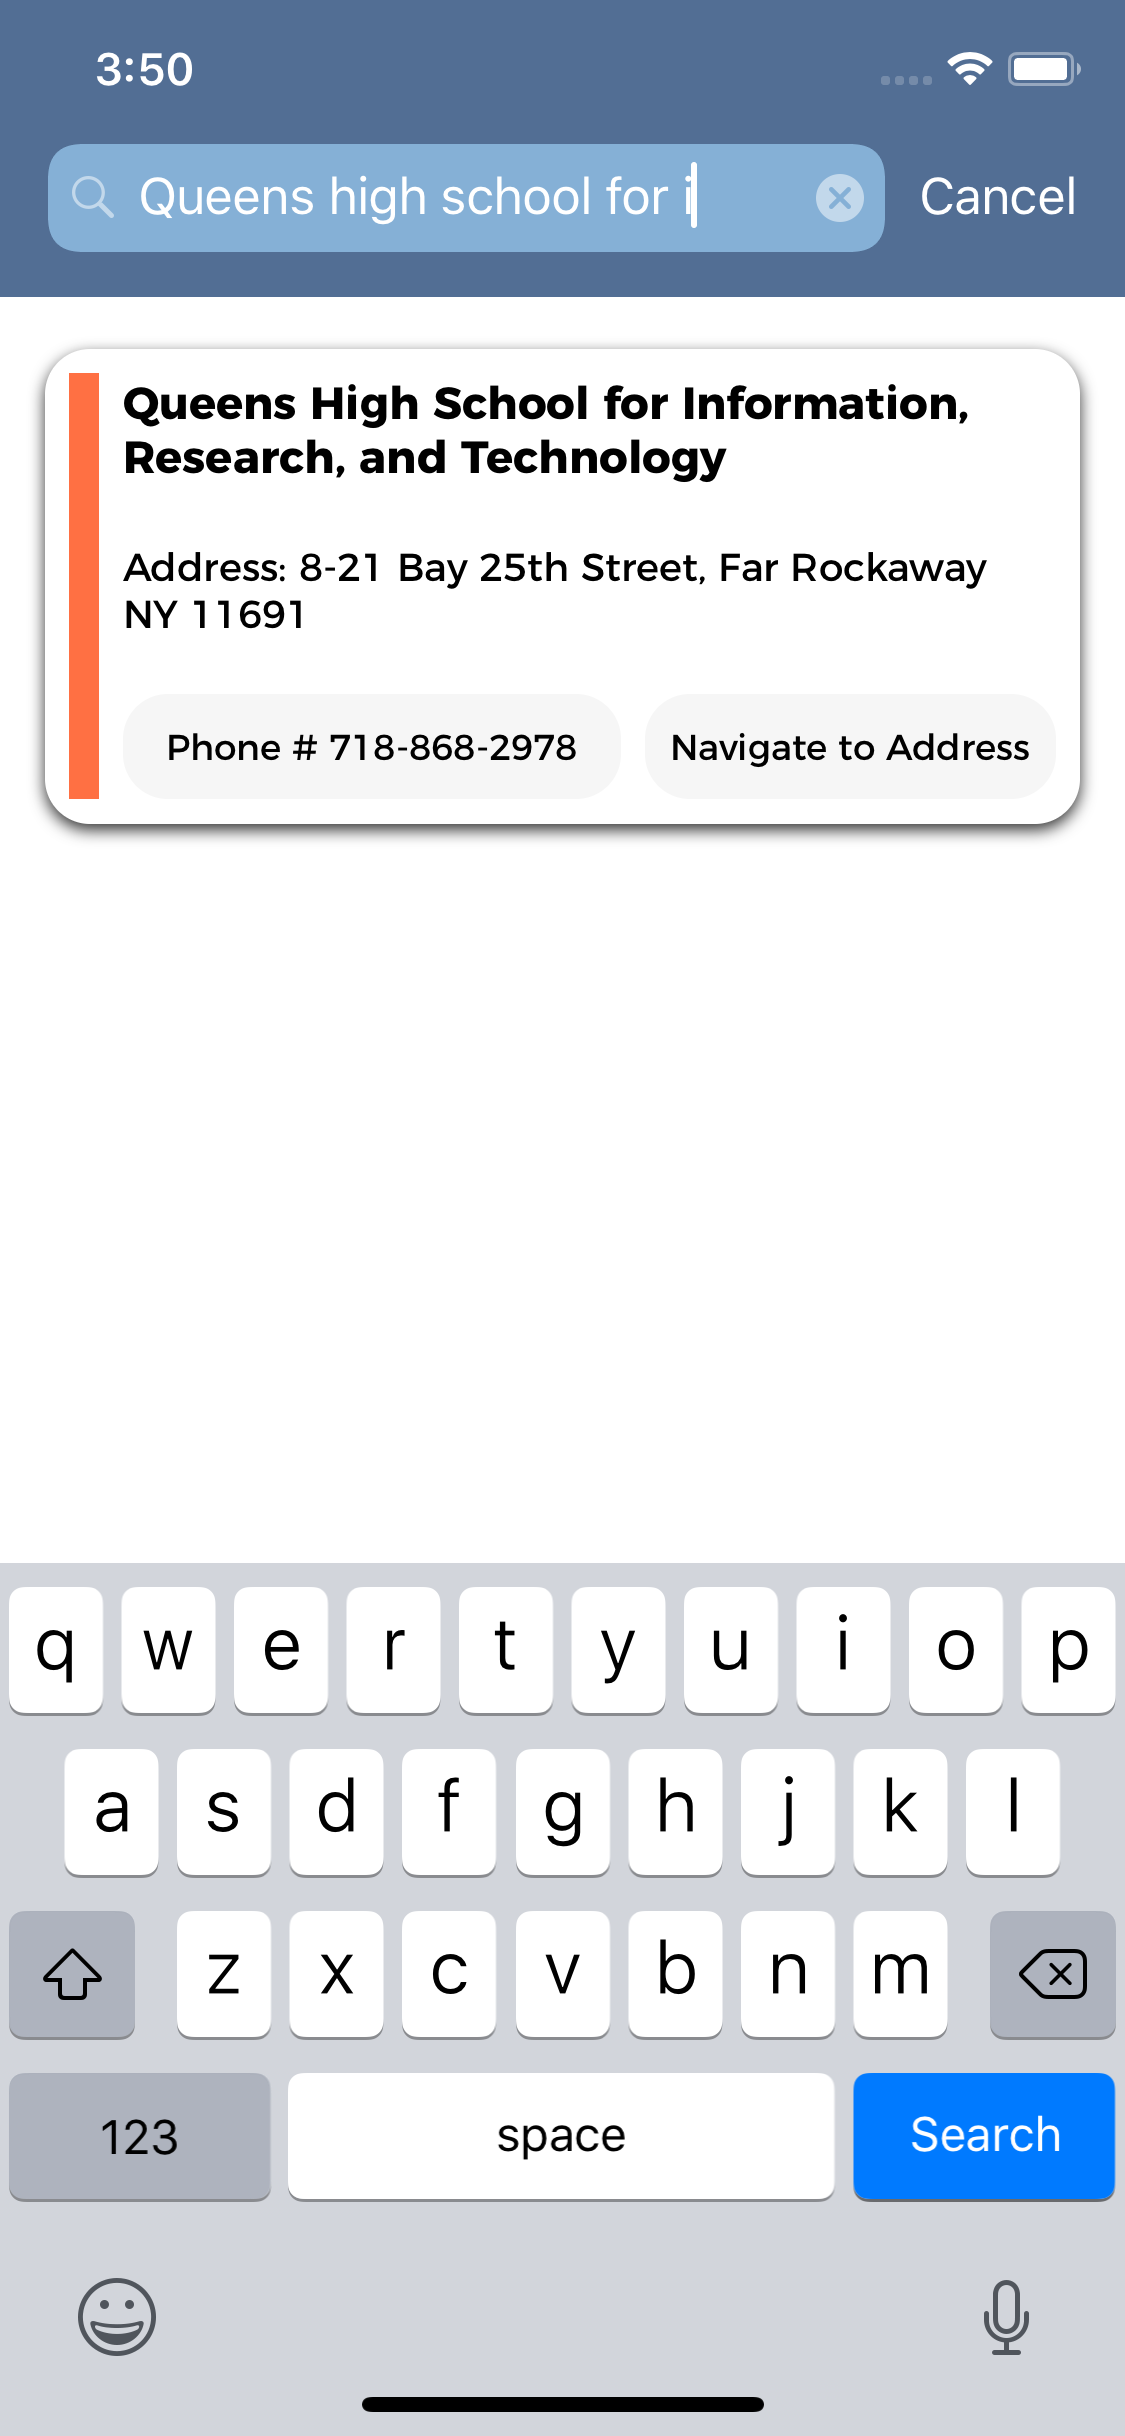 3:50
Queens high school for i
Cancel
Queens High School for Information,
Research, and Technology
Address: 8-21 Bay 25th Street, Far Rockaway
NY 11691
Phone # 718-868-2978
Navigate to Address
q w e r t y u i o p
a s d f g h j k l
z x c v b n m
123 space Search